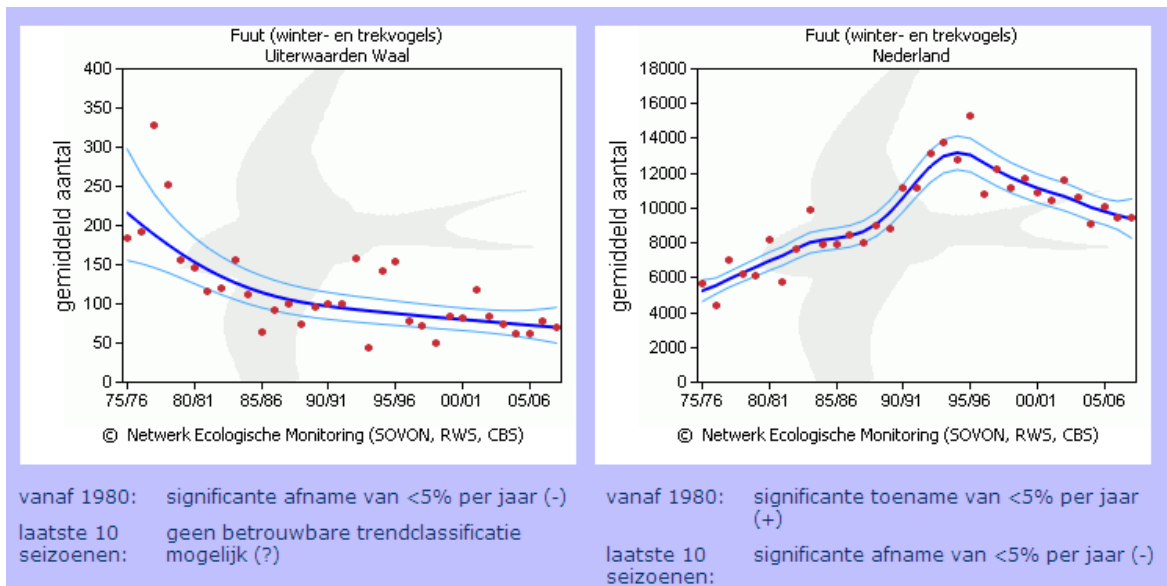 Fuut (winter- en trekvogels)
Uiterwaarden Waal
gemiddeld aantal
400
350
300
250
200
150
100
50
0
75/76 80/81 85/86 90/91 95/96 00/01 05/06
© Netwerk Ecologische Monitoring (SOVON, RWS, CBS)
vanaf 1980: significante afname van <5% per jaar (-)
laatste 10 geen betrouwbare trendclassificatie
seizoenen: mogelijk (?)
Fuut (winter- en trekvogels)
Nederland
gemiddeld aantal
18000
16000
14000
12000
10000
8000
6000
4000
2000
0
75/76 80/81 85/86 90/91 95/96 00/01 05/06
© Netwerk Ecologische Monitoring (SOVON, RWS, CBS)
vanaf 1980: significante toename van <5% per jaar
(+)
laatste 10 significante afname van <5% per jaar (-)
seizoenen: